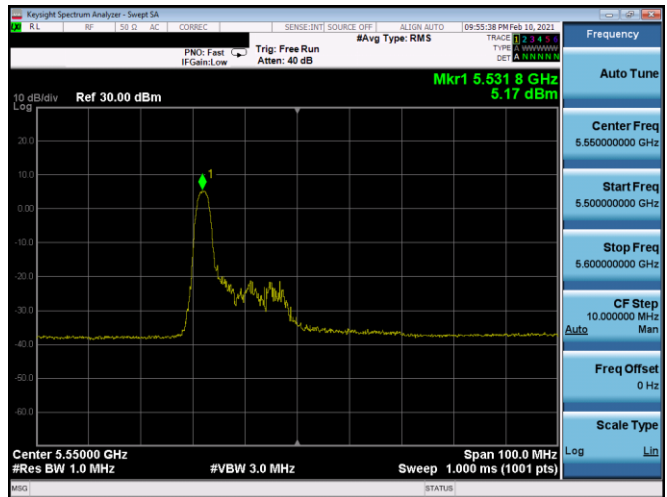 Keysight Spectrum Analyzer - Swept SA
RL RF 50 Ω AC CORREC SENSE:INT SOURCE OFF ALIGN AUTO 09:55:38 PM Feb 10, 2021
#Avg Type: RMS TRACE 1 2 3 4 5 6
PNO: Fast Trig: Free Run TYPE A WWWWW
IFGain:Low Atten: 40 dB DET A N N N N N
Mkr1 5.531 8 GHz
5.17 dBm
10 dB/div Ref 30.00 dBm
Log
1
20.0
10.0
0.00
-10.0
-20.0
-30.0
-40.0
-50.0
-60.0
Center 5.55000 GHz Span 100.0 MHz
#Res BW 1.0 MHz #VBW 3.0 MHz Sweep 1.000 ms (1001 pts)
MSG STATUS
Frequency
Auto Tune
Center Freq
5.550000000 GHz
Start Freq
5.500000000 GHz
Stop Freq
5.600000000 GHz
CF Step
10.000000 MHz
Auto Man
Freq Offset
0 Hz
Scale Type
Log Lin